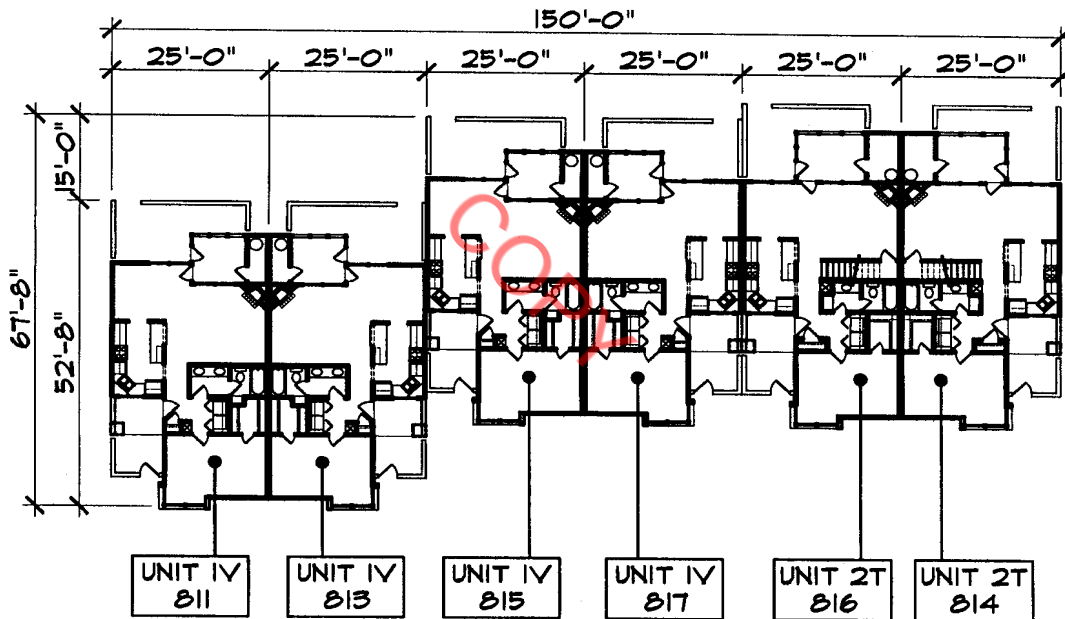 150'-0"
25'-0" 25'-0" 25'-0" 25'-0" 25'-0" 25'-0"
15'-0"
67'-8"
52'-8"
COPY
UNIT 1V
811
UNIT 1V
813
UNIT 1V
815
UNIT 1V
817
UNIT 2T
816
UNIT 2T
814